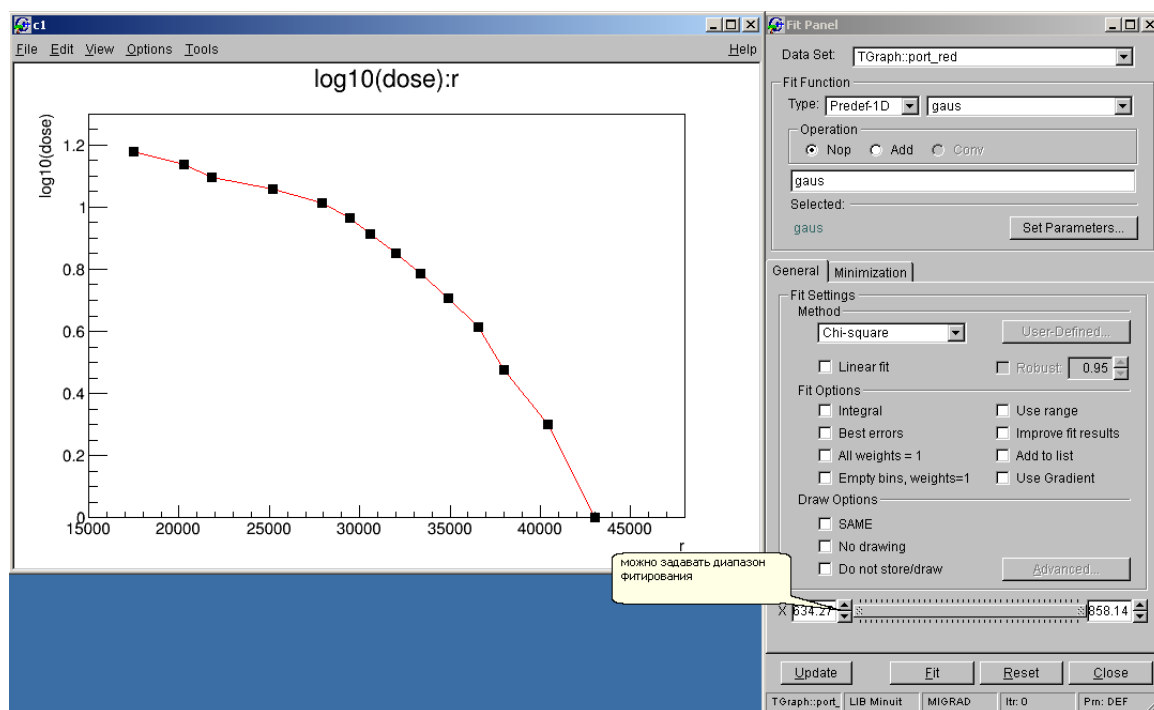 c1
File Edit View Options Tools Help
log10(dose):r
log10(dose)
1.2
1
0.8
0.6
0.4
0.2
0
15000 20000 25000 30000 35000 40000 45000
r
можно задавать диапазон
фитирования
Fit Panel
Data Set: TGraph::port_red
Fit Function
Type: Predef-1D gaus
Operation
Nop Add Conv
gaus
Selected:
gaus Set Parameters...
General Minimization
Fit Settings
Method
Chi-square User-Defined...
Linear fit Robust: 0.95
Fit Options
Integral Use range
Best errors Improve fit results
All weights = 1 Add to list
Empty bins, weights=1 Use Gradient
Draw Options
SAME
No drawing
Do not store/draw Advanced...
X 634.27 858.14
Update Fit Reset Close
TGraph::port_ LIB Minuit MIGRAD Itr: 0 Prn: DEF